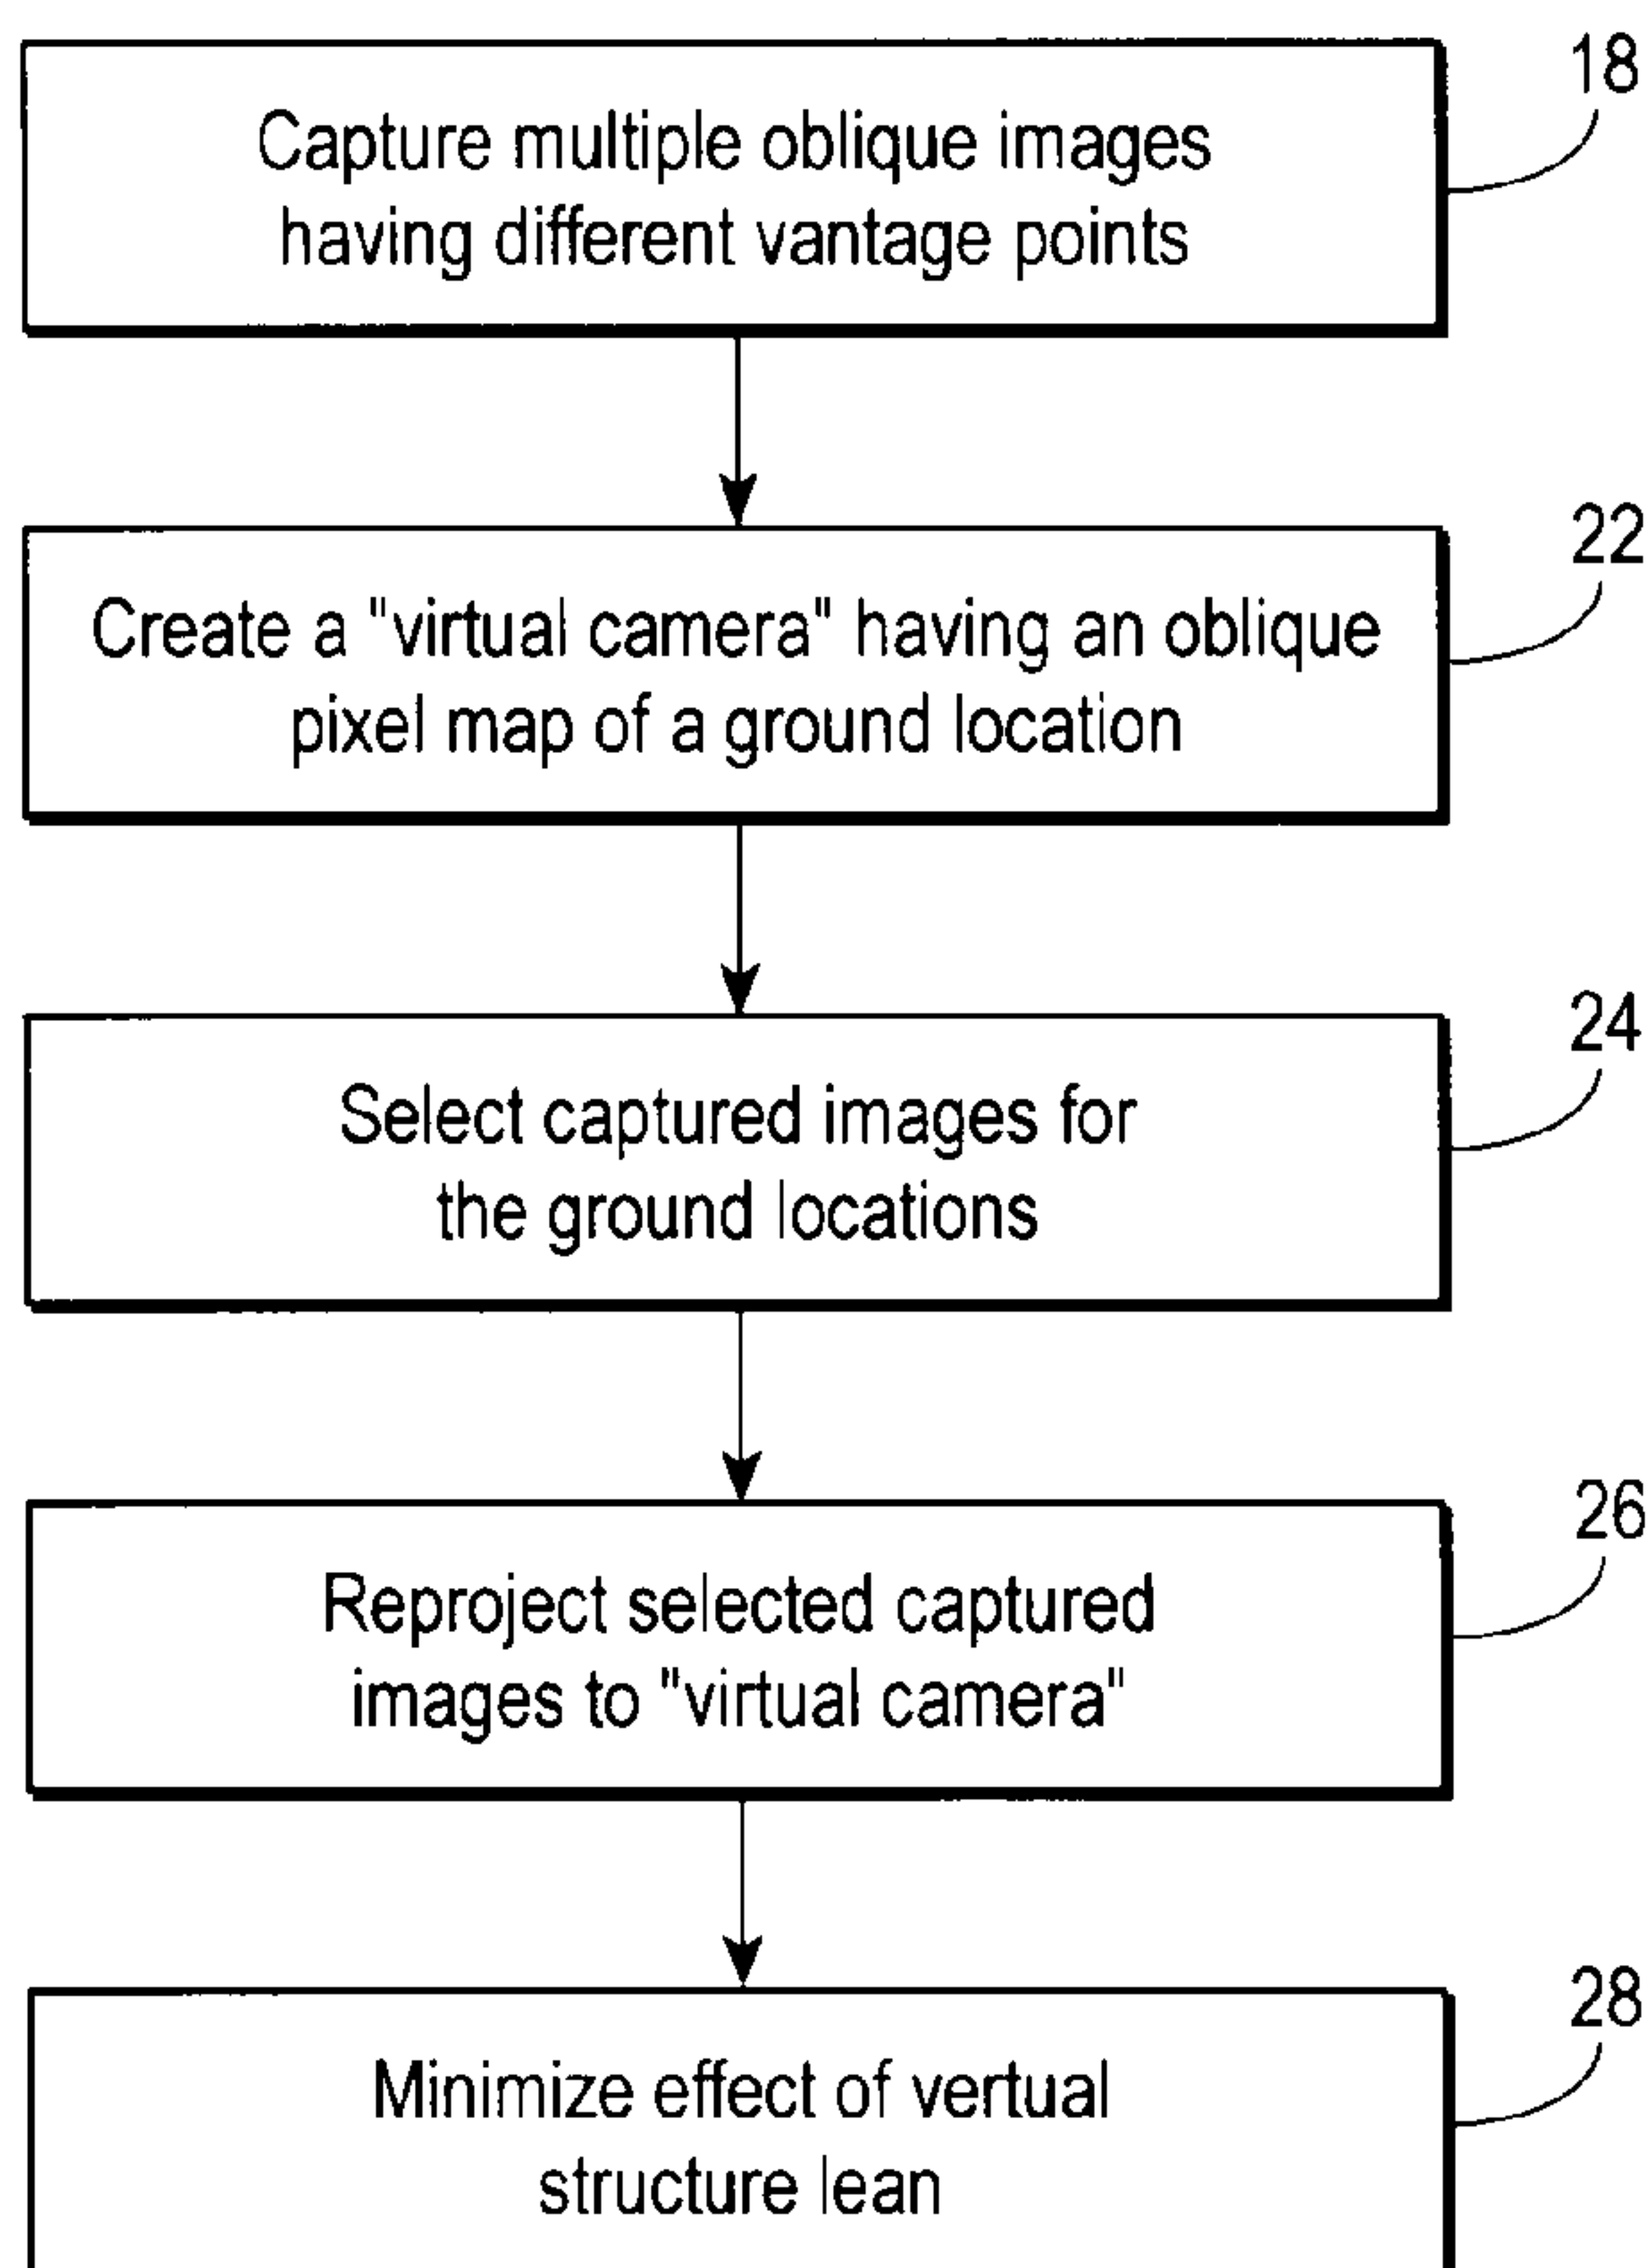 18
Capture multiple oblique images
having different vantage points
22
Create a "virtual camera" having an oblique
pixel map of a ground location
24
Select captured images for
the ground locations
26
Reproject selected captured
images to "virtual camera"
28
Minimize effect of vertual
structure lean